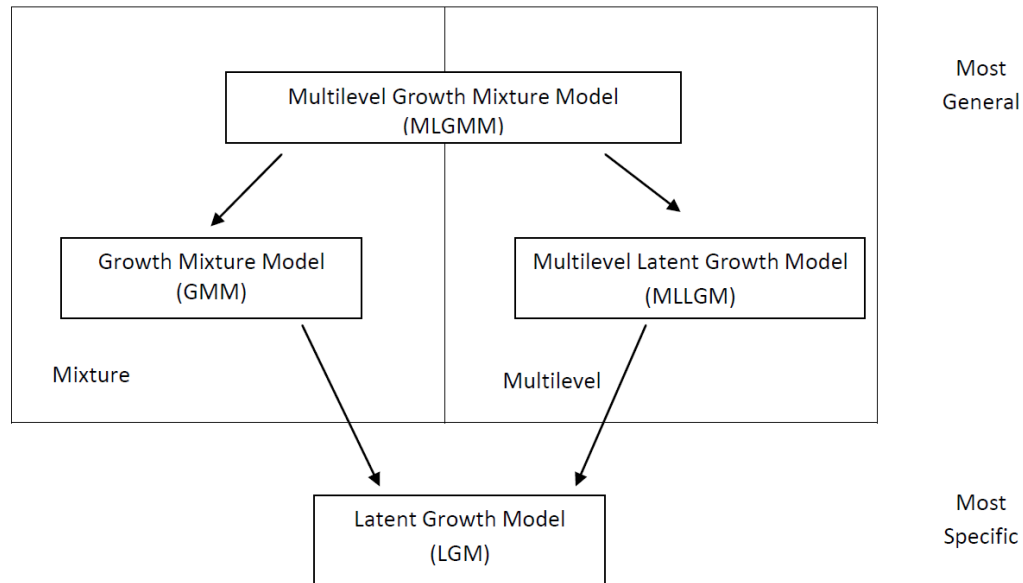 Most
General
Multilevel Growth Mixture Model
(MLGMM)
Growth Mixture Model
(GMM)
Multilevel Latent Growth Model
(MLLGM)
Mixture
Multilevel
Latent Growth Model
(LGM)
Most
Specific